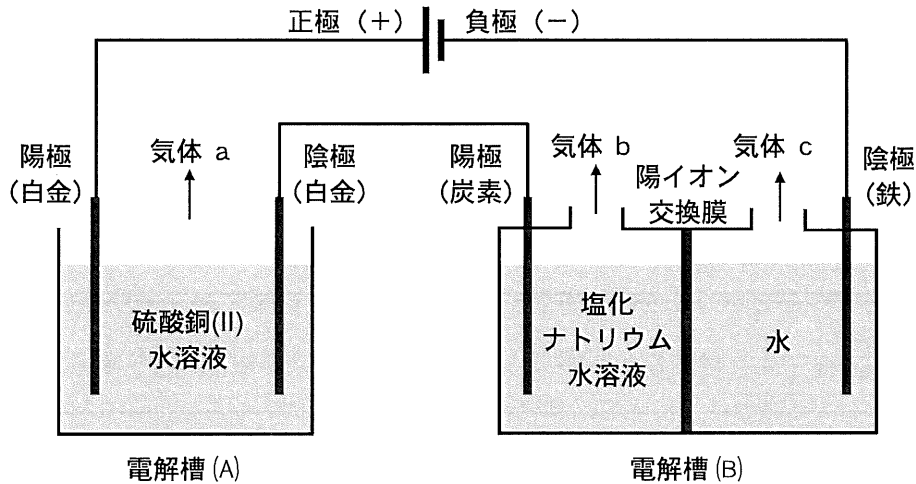 正極（＋） 負極（－）
気体 a
気体 b
気体 c
陽極
（白金）
陰極
（白金）
陽極
（炭素）
陽イオン
交換膜
陰極
（鉄）
硫酸銅(II)
水溶液
塩化
ナトリウム
水溶液
水
電解槽(A)
電解槽(B)